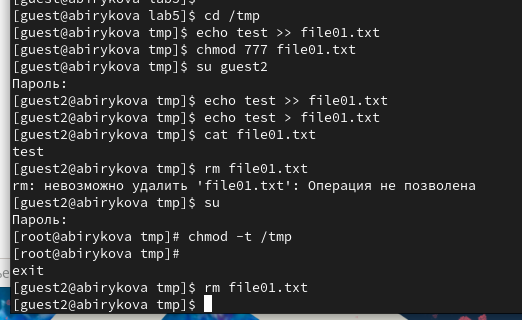 [guest@abirykova lab5]$
[guest@abirykova lab5]$ cd /tmp
[guest@abirykova tmp]$ echo test >> file01.txt
[guest@abirykova tmp]$ chmod 777 file01.txt
[guest@abirykova tmp]$ su guest2
Пароль:
[guest2@abirykova tmp]$ echo test >> file01.txt
[guest2@abirykova tmp]$ echo test > file01.txt
[guest2@abirykova tmp]$ cat file01.txt
test
[guest2@abirykova tmp]$ rm file01.txt
rm: невозможно удалить 'file01.txt': Операция не позволена
[guest2@abirykova tmp]$ su
Пароль:
[root@abirykova tmp]# chmod -t /tmp
[root@abirykova tmp]#
exit
[guest2@abirykova tmp]$ rm file01.txt
[guest2@abirykova tmp]$